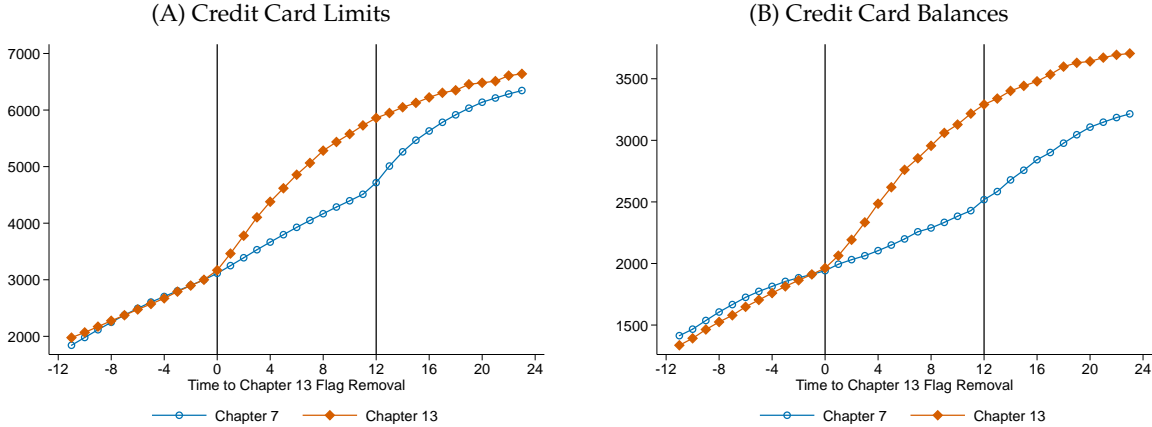 (A) Credit Card Limits
7000
6000
5000
4000
3000
2000
-12 -8 -4 0 4 8 12 16 20 24
Time to Chapter 13 Flag Removal
Chapter 7 Chapter 13
(B) Credit Card Balances
3500
3000
2500
2000
1500
-12 -8 -4 0 4 8 12 16 20 24
Time to Chapter 13 Flag Removal
Chapter 7 Chapter 13